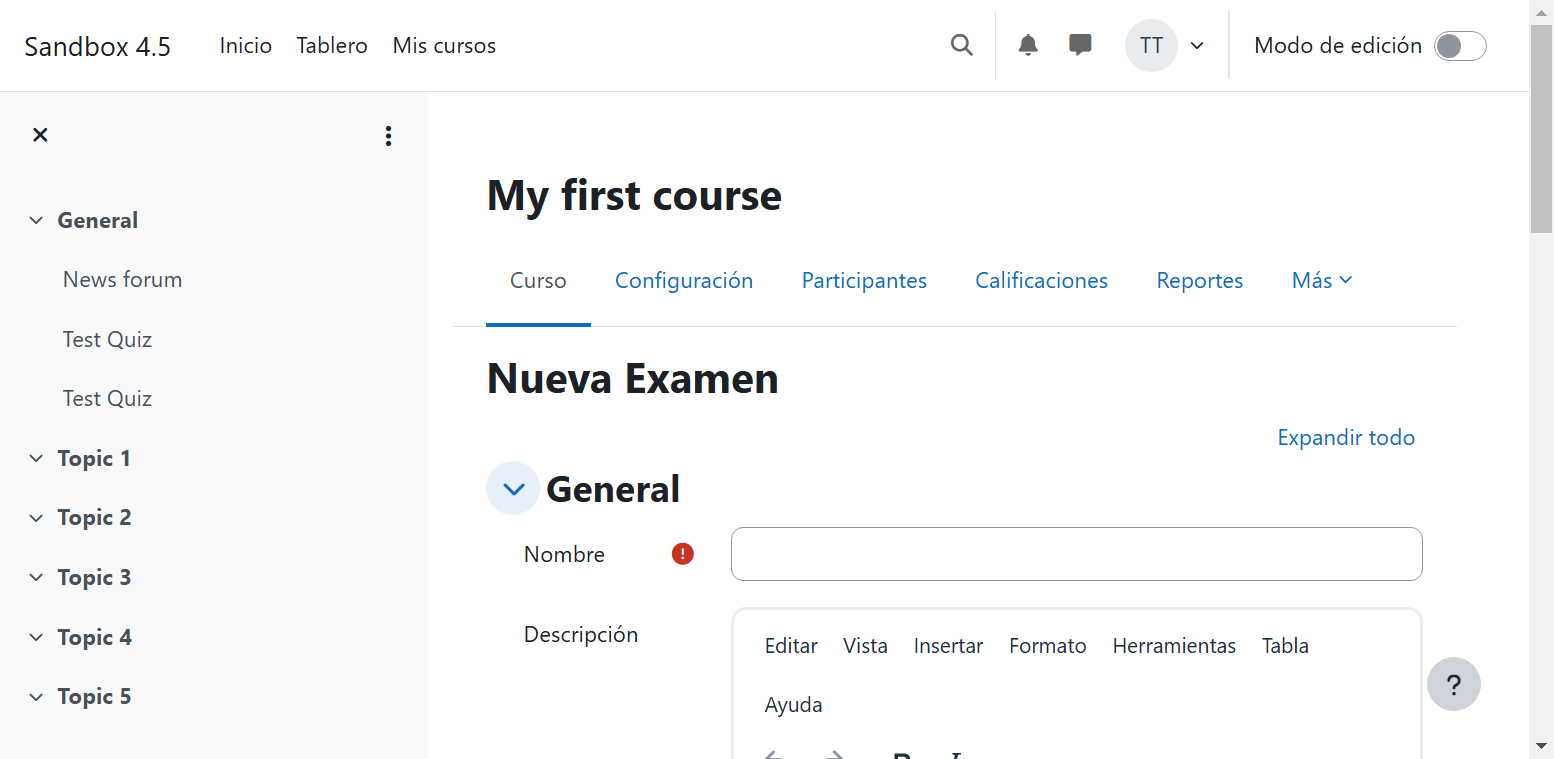 Sandbox 4.5 Inicio Tablero Mis cursos TT Modo de edición
General
News forum
Test Quiz
Test Quiz
Topic 1
Topic 2
Topic 3
Topic 4
Topic 5
My first course
Curso Configuración Participantes Calificaciones Reportes Más
Nueva Examen
Expandir todo
General
Nombre
Descripción
Editar Vista Insertar Formato Herramientas Tabla
Ayuda
?